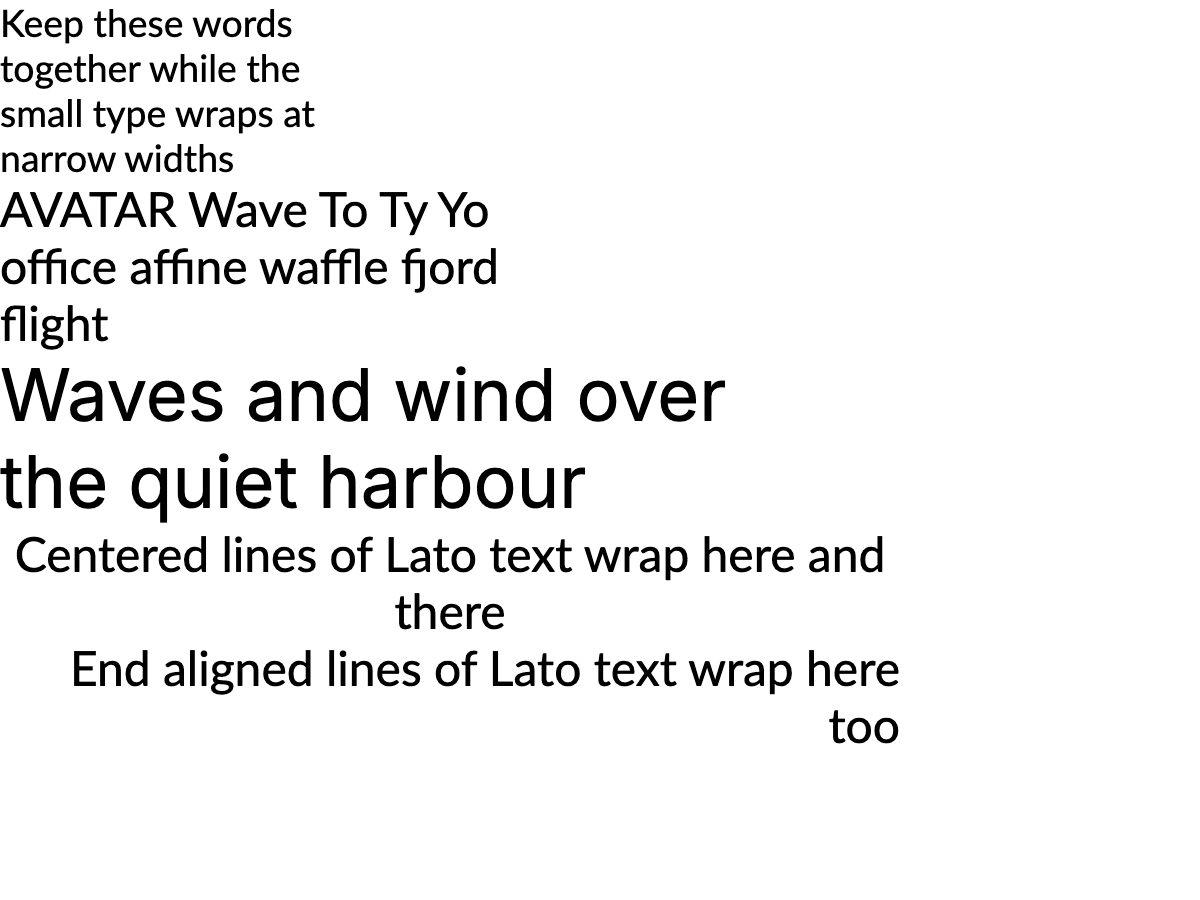 Keep these words
together while the
small type wraps at
narrow widths
AVATAR Wave To Ty Yo
office affine waffle fjord
flight
Waves and wind over
the quiet harbour
Centered lines of Lato text wrap here and
there
End aligned lines of Lato text wrap here
too